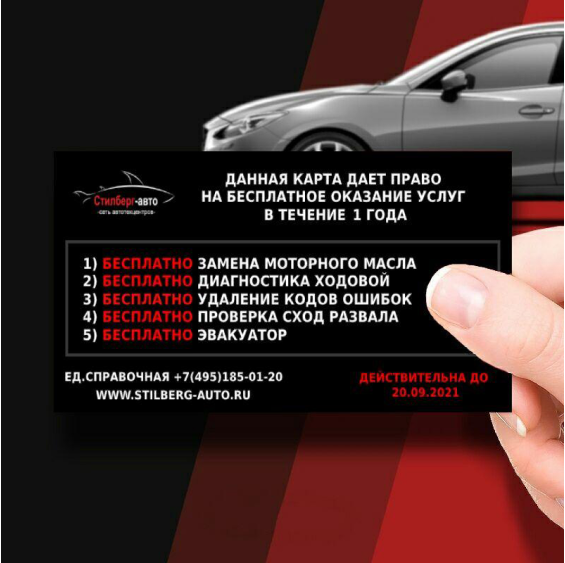 Стилберг-авто
-сеть автотехцентров-
ДАННАЯ КАРТА ДАЕТ ПРАВО
НА БЕСПЛАТНОЕ ОКАЗАНИЕ УСЛУГ
В ТЕЧЕНИЕ 1 ГОДА
1) БЕСПЛАТНО ЗАМЕНА МОТОРНОГО МАСЛА
2) БЕСПЛАТНО ДИАГНОСТИКА ХОДОВОЙ
3) БЕСПЛАТНО УДАЛЕНИЕ КОДОВ ОШИБОК
4) БЕСПЛАТНО ПРОВЕРКА СХОД РАЗВАЛА
5) БЕСПЛАТНО ЭВАКУАТОР
ЕД.СПРАВОЧНАЯ +7(495)185-01-20
WWW.STILBERG-AUTO.RU
ДЕЙСТВИТЕЛЬНА ДО
20.09.2021